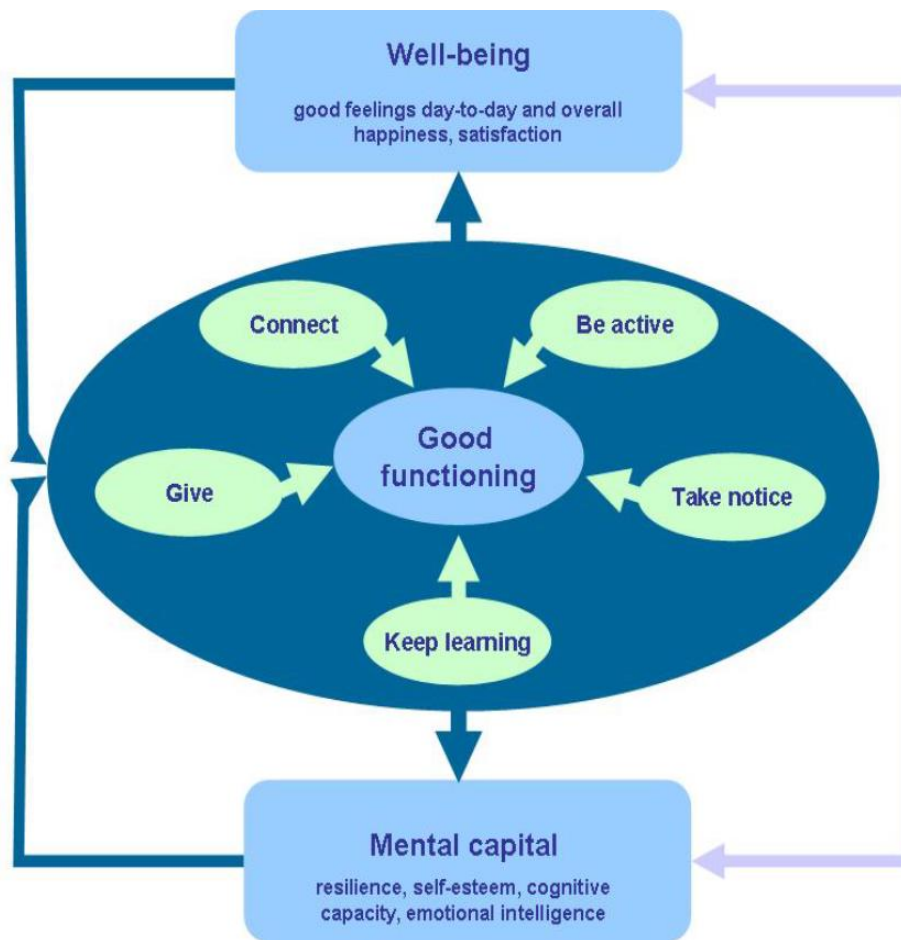 Well-being
good feelings day-to-day and overall
happiness, satisfaction
Connect
Be active
Good
functioning
Give
Take notice
Keep learning
Mental capital
resilience, self-esteem, cognitive
capacity, emotional intelligence